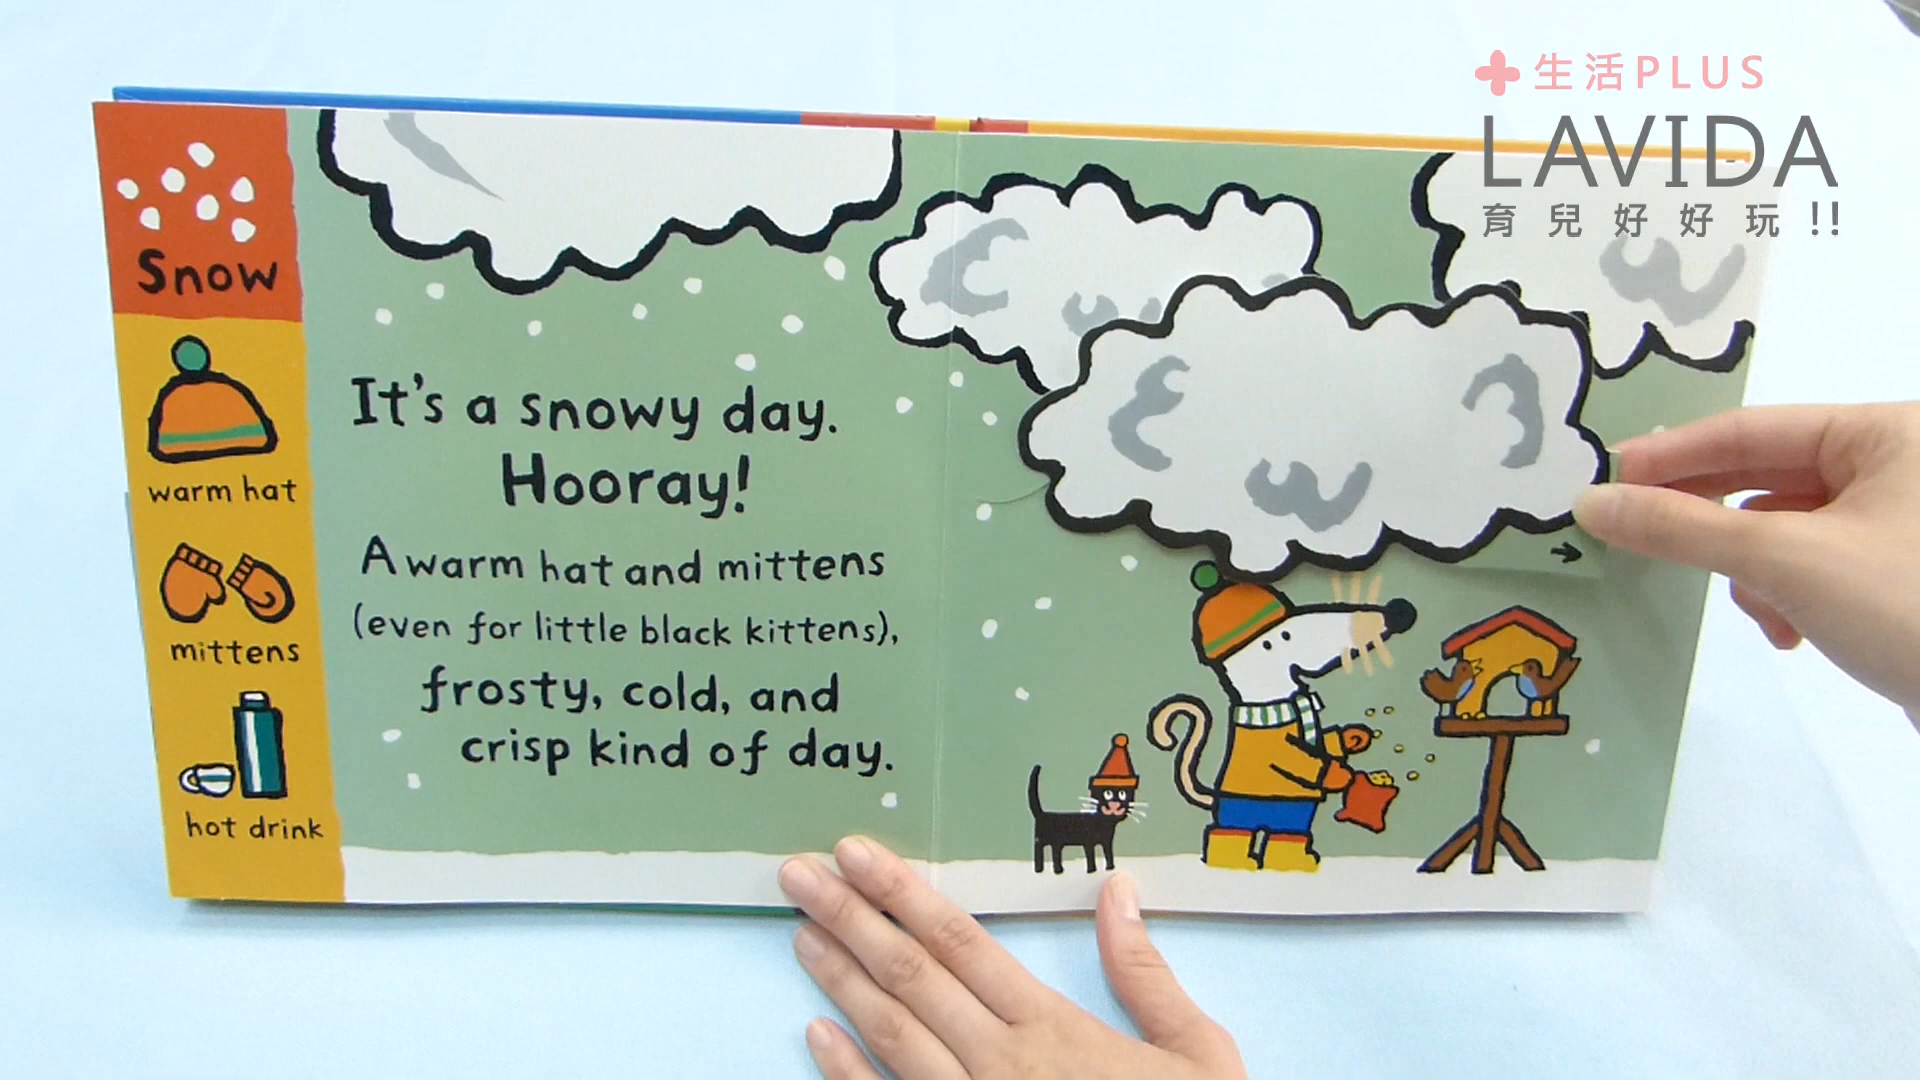 生活PLUS
LAVIDA
育兒好好玩!!
Snow
warm hat
mittens
hot drink
It's a snowy day.
Hooray!
A warm hat and mittens
(even for little black kittens),
frosty, cold, and
crisp kind of day.